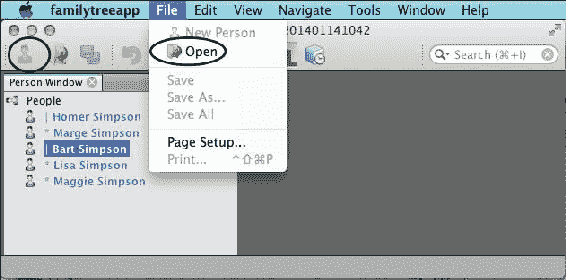 familytreeapp File Edit View Navigate Tools Window Help
201401141042
New Person
Open
Search (⌘+I)
Person Window
Save
People
Save As...
| Homer Simpson
Save All
* Marge Simpson
| Bart Simpson
Page Setup...
* Lisa Simpson
Print... ^⇧⌘P
* Maggie Simpson